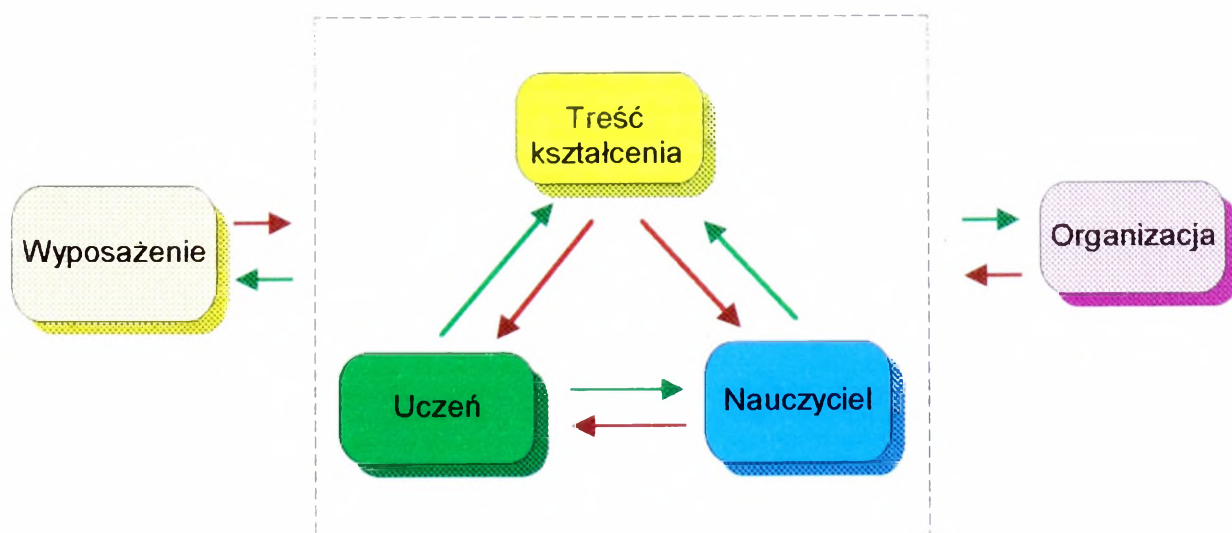 Treść
kształcenia
Wyposażenie
Organizacja
Uczeń
Nauczyciel